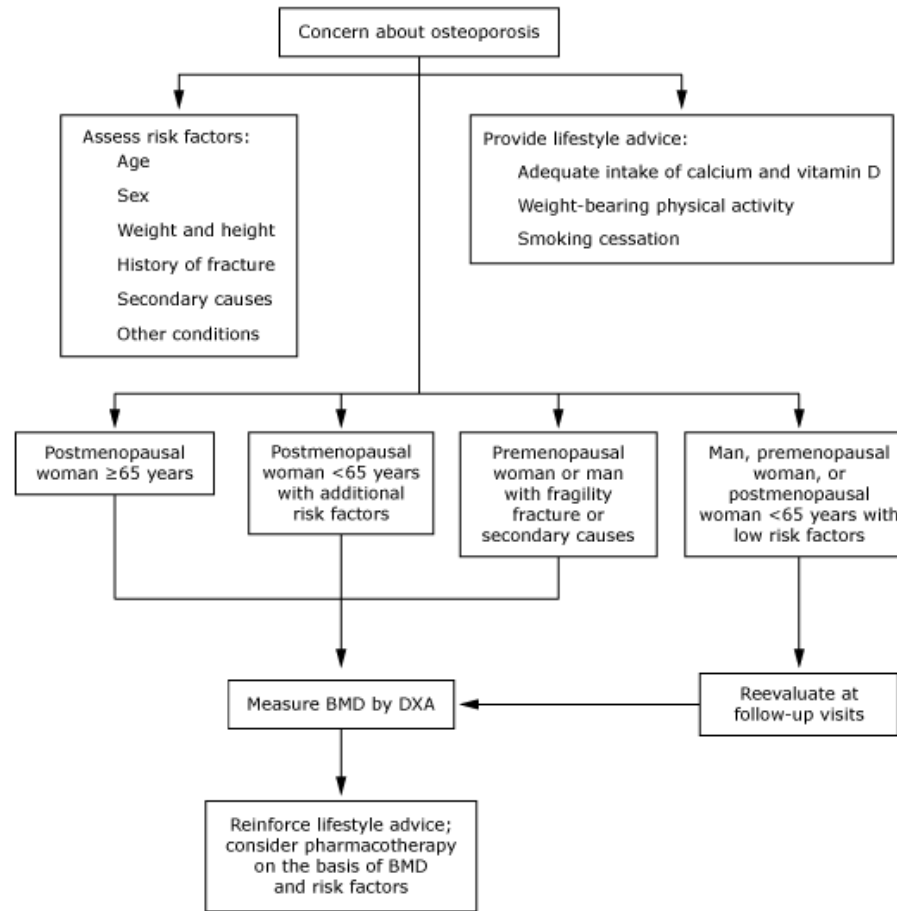 Concern about osteoporosis
Assess risk factors:
Age
Sex
Weight and height
History of fracture
Secondary causes
Other conditions
Provide lifestyle advice:
Adequate intake of calcium and vitamin D
Weight-bearing physical activity
Smoking cessation
Postmenopausal
woman ≥65 years
Postmenopausal
woman <65 years
with additional
risk factors
Premenopausal
woman or man
with fragility
fracture or
secondary causes
Man, premenopausal
woman, or
postmenopausal
woman <65 years with
low risk factors
Measure BMD by DXA
Reevaluate at
follow-up visits
Reinforce lifestyle advice;
consider pharmacotherapy
on the basis of BMD
and risk factors